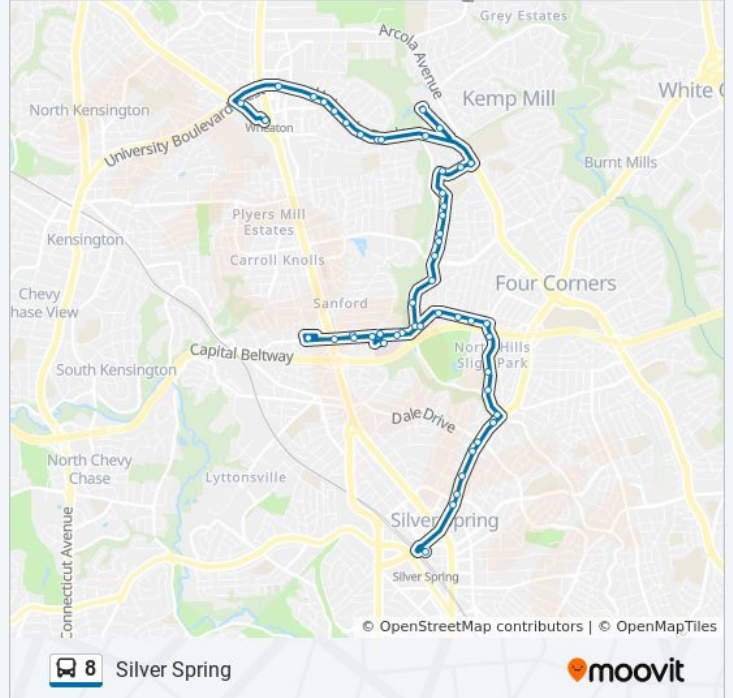 Grey Estates
Arcola Avenue
North Kensington
Kemp Mill
White
University Boulevard
Wheaton
Burnt Mills
Plyers Mill
Estates
Kensington
Carroll Knolls
Four Corners
Chevy
hase View
Sanford
Capital Beltway
North Hills
Sligo Park
South Kensington
Dale Drive
North Chevy
Chase
Lyttonsville
Silver Spring
Connecticut Avenue
Silver Spring
© OpenStreetMap contributors | © OpenMapTiles
8 Silver Spring
moovit